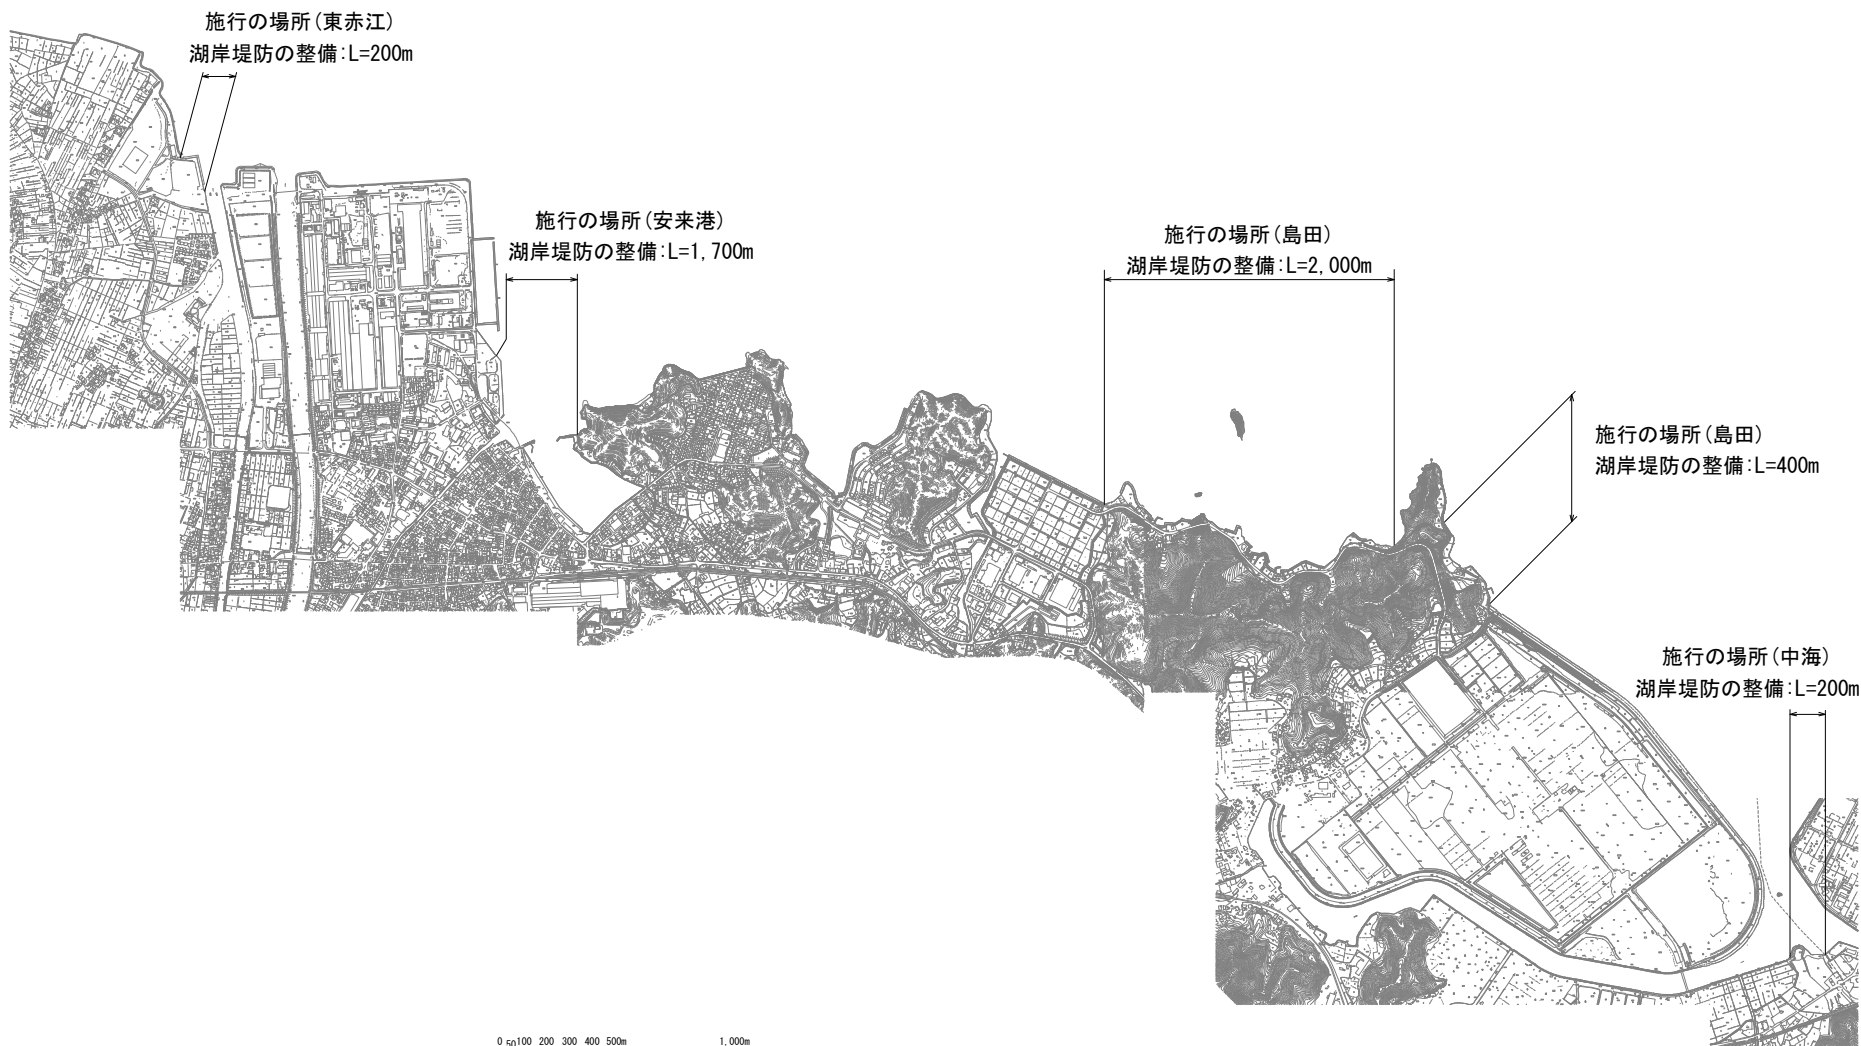 施行の場所(東赤江)
湖岸堤防の整備:L=200m
施行の場所(安来港)
湖岸堤防の整備:L=1,700m
施行の場所(島田)
湖岸堤防の整備:L=2,000m
施行の場所(島田)
湖岸堤防の整備:L=400m
施行の場所(中海)
湖岸堤防の整備:L=200m
0 50 100 200 300 400 500m 1,000m